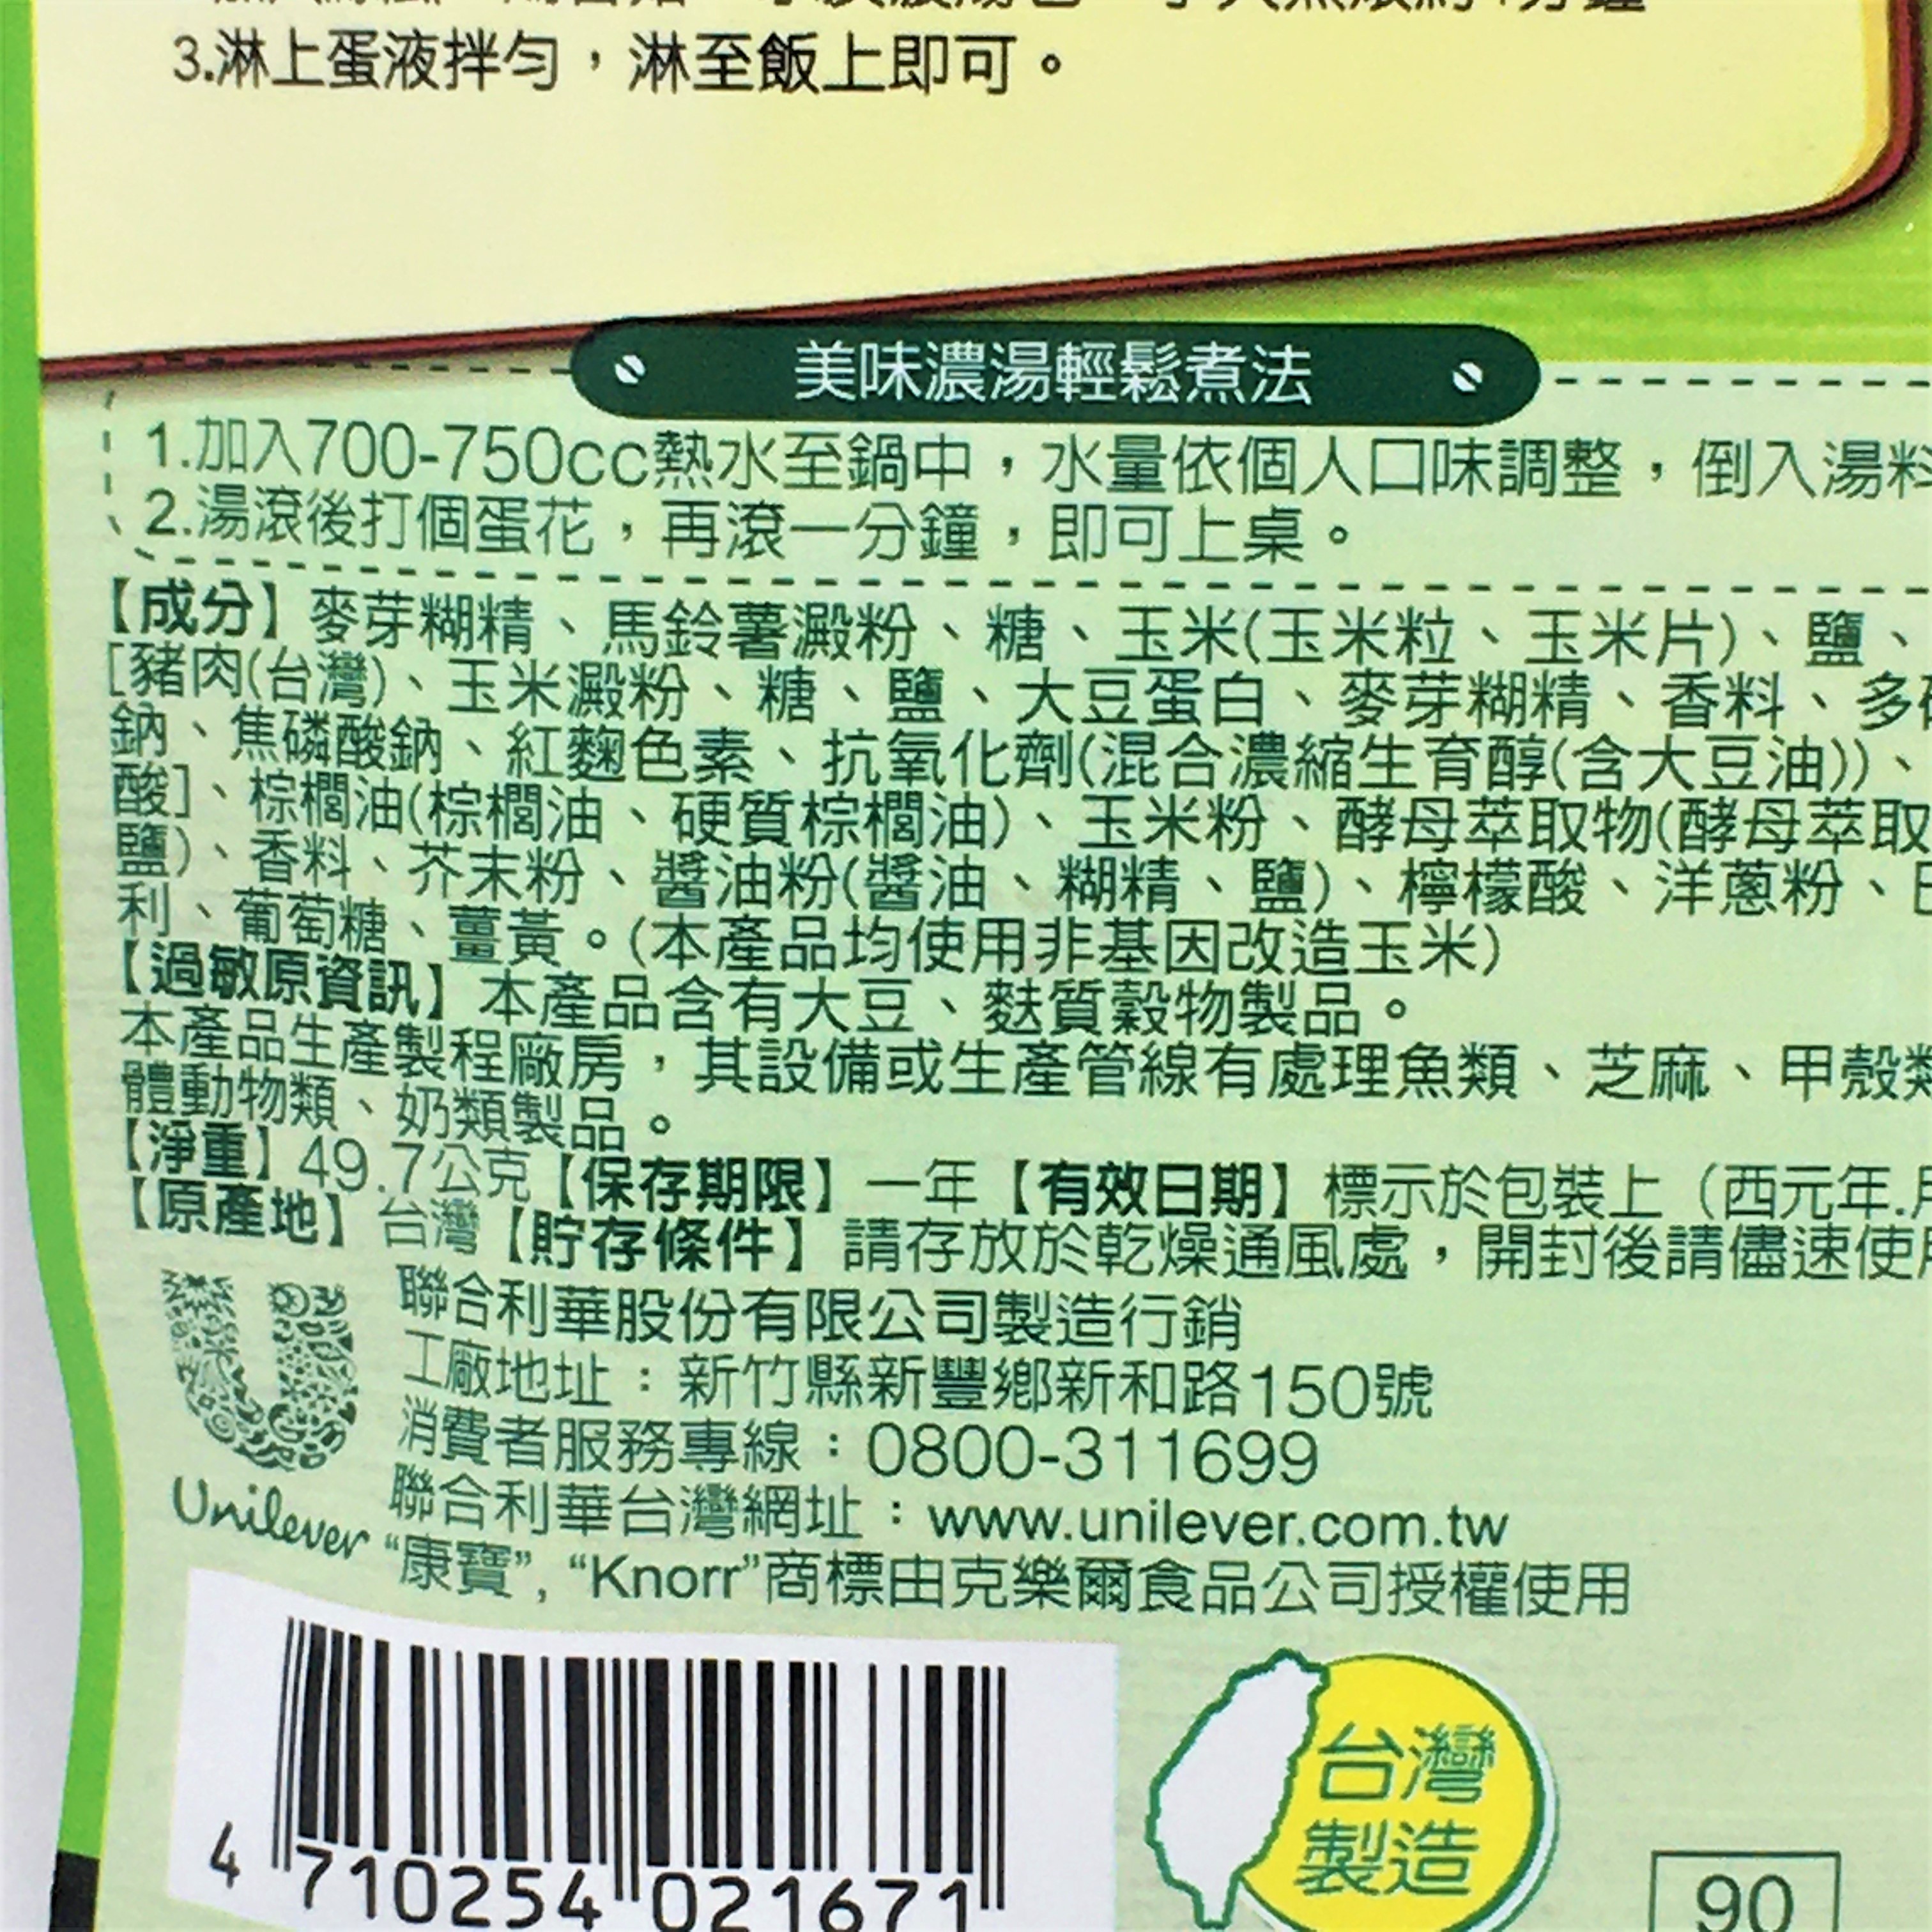 3.淋上蛋液拌勻，淋至飯上即可。
美味濃湯輕鬆煮法
1.加入700-750cc熱水至鍋中，水量依個人口味調整，倒入湯料
2.湯滾後打個蛋花，再滾一分鐘，即可上桌。
【成分】麥芽糊精、馬鈴薯澱粉、糖、玉米(玉米粒、玉米片)、鹽、
[豬肉(台灣)、玉米澱粉、糖、鹽、大豆蛋白、麥芽糊精、香料、多
鈉、焦磷酸鈉、紅麴色素、抗氧化劑(混合濃縮生育醇(含大豆油))、
酸]、棕櫚油(棕櫚油、硬質棕櫚油)、玉米粉、酵母萃取物(酵母萃取
鹽)、香料、芥末粉、醬油粉(醬油、糊精、鹽)、檸檬酸、洋蔥粉、
利、葡萄糖、薑黃。(本產品均使用非基因改造玉米)
【過敏原資訊】本產品含有大豆、麩質穀物製品。
本產品生產製程廠房，其設備或生產管線有處理魚類、芝麻、甲殼類
體動物類、奶類製品。
【淨重】49.7公克【保存期限】一年【有效日期】標示於包裝上（西元年.月
【原產地】台灣【貯存條件】請存放於乾燥通風處，開封後請儘速使用
聯合利華股份有限公司製造行銷
工廠地址：新竹縣新豐鄉新和路150號
消費者服務專線：0800-311699
聯合利華台灣網址：www.unilever.com.tw
Unilever
“康寶”, “Knorr”商標由克樂爾食品公司授權使用
4 710254 021671
台灣
製造
90